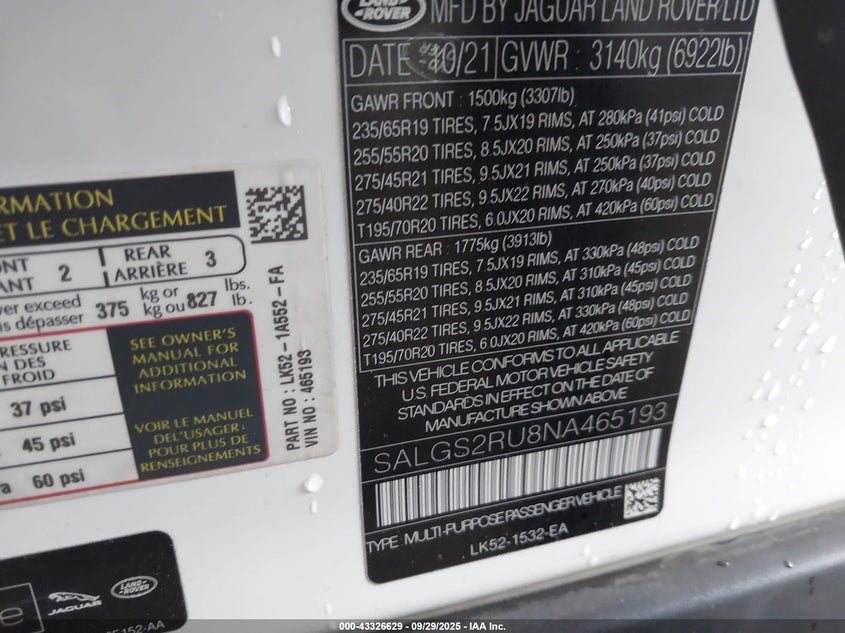 LAND ROVER
MFD BY JAGUAR LAND ROVER LTD
DATE 10/21 GVWR : 3140kg (6922lb)
GAWR FRONT : 1500kg (3307lb)
235/65R19 TIRES, 7.5JX19 RIMS, AT 280kPa (41psi) COLD
255/55R20 TIRES, 8.5JX20 RIMS, AT 250kPa (37psi) COLD
275/45R21 TIRES, 9.5JX21 RIMS, AT 250kPa (37psi) COLD
275/40R22 TIRES, 9.5JX22 RIMS, AT 270kPa (40psi) COLD
T195/70R20 TIRES, 6.0JX20 RIMS, AT 420kPa (60psi) COLD
GAWR REAR : 1775kg (3913lb)
235/65R19 TIRES, 7.5JX19 RIMS, AT 330kPa (48psi) COLD
255/55R20 TIRES, 8.5JX20 RIMS, AT 310kPa (45psi) COLD
275/45R21 TIRES, 9.5JX21 RIMS, AT 310kPa (45psi) COLD
275/40R22 TIRES, 9.5JX22 RIMS, AT 330kPa (48psi) COLD
T195/70R20 TIRES, 6.0JX20 RIMS, AT 420kPa (60psi) COLD
THIS VEHICLE CONFORMS TO ALL APPLICABLE
U.S. FEDERAL MOTOR VEHICLE SAFETY
STANDARDS IN EFFECT ON THE DATE OF
MANUFACTURE SHOWN ABOVE
SALGS2RU8NA465193
TYPE: MULTI-PURPOSE PASSENGER VEHICLE
LK52-1532-EA
RMATION
ET LE CHARGEMENT
ONT
ANT 2
REAR
ARRIÈRE 3
ver exceed
is dépasser 375 kg or
kg ou 827 lbs.
lb.
PRESSURE
ON DES
FROID
37 psi
45 psi
60 psi
SEE OWNER'S
MANUAL FOR
ADDITIONAL
INFORMATION
VOIR LE MANUEL
DEL'USAGER:
POUR PLUS DE
RENSEIGNEMENTS
PART NO : LK52-1A552-FA
VIN NO : 465193
JAGUAR
LAND ROVER
152-AA
000-43326629 - 09/29/2025 - IAA Inc.